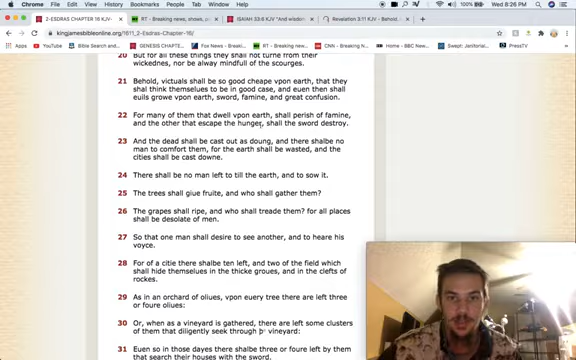 Chrome File Edit View History Bookmarks People Tab Window Help
Wed 8:26 PM
2-ESDRAS CHAPTER 16 KJV
RT - Breaking news, shows, p
ISAIAH 33:6 KJV "And wisdom
Revelation 3:11 KJV - Behold,
kingjamesbibleonline.org/1611_2-Esdras-Chapter-16/
Apps
Fox News
GENESIS CHAPTE
RT - Breaking new
Home - BBC News
Swept: Jantorial
PressTV
20 But for all these things they shall not turne from their
wickednes, nor be alway mindfull of the scourges.
21 Behold, victuals shall be so good cheape vpon earth, that they
shal think themselues to be in good case, and euen then shall
euills growe vpon earth, sword, famine, and great confusion.
22 For many of them that dwell vpon earth, shall perish of famine,
and the other that escape the hunger, shall the sword destroy.
23 And the dead shall be cast out as doung, and there shalbe no
man to comfort them, for the earth shall be wasted, and the
cities shall be cast downe.
24 There shall be no man left to till the earth, and to sow it.
25 The trees shall giue fruite, and who shall gather them?
26 The grapes shall ripe, and who shall treade them? for all places
shall be desolate of men.
27 So that one man shall desire to see another, and to heare his
voyce.
28 For of a citie there shalbe ten left, and two of the field which
shall hide themselues in the thicke groues, and in the clefts of
rockes.
29 As in an orchard of oliues, vpon euery tree there are left three
or foure oliues:
30 Or, when as a vineyard is gathered, there are left some clusters
of them that diligently seek through þͤ vineyard:
31 Euen so in those dayes there shalbe three or foure left by them
that search their houses with the sword.